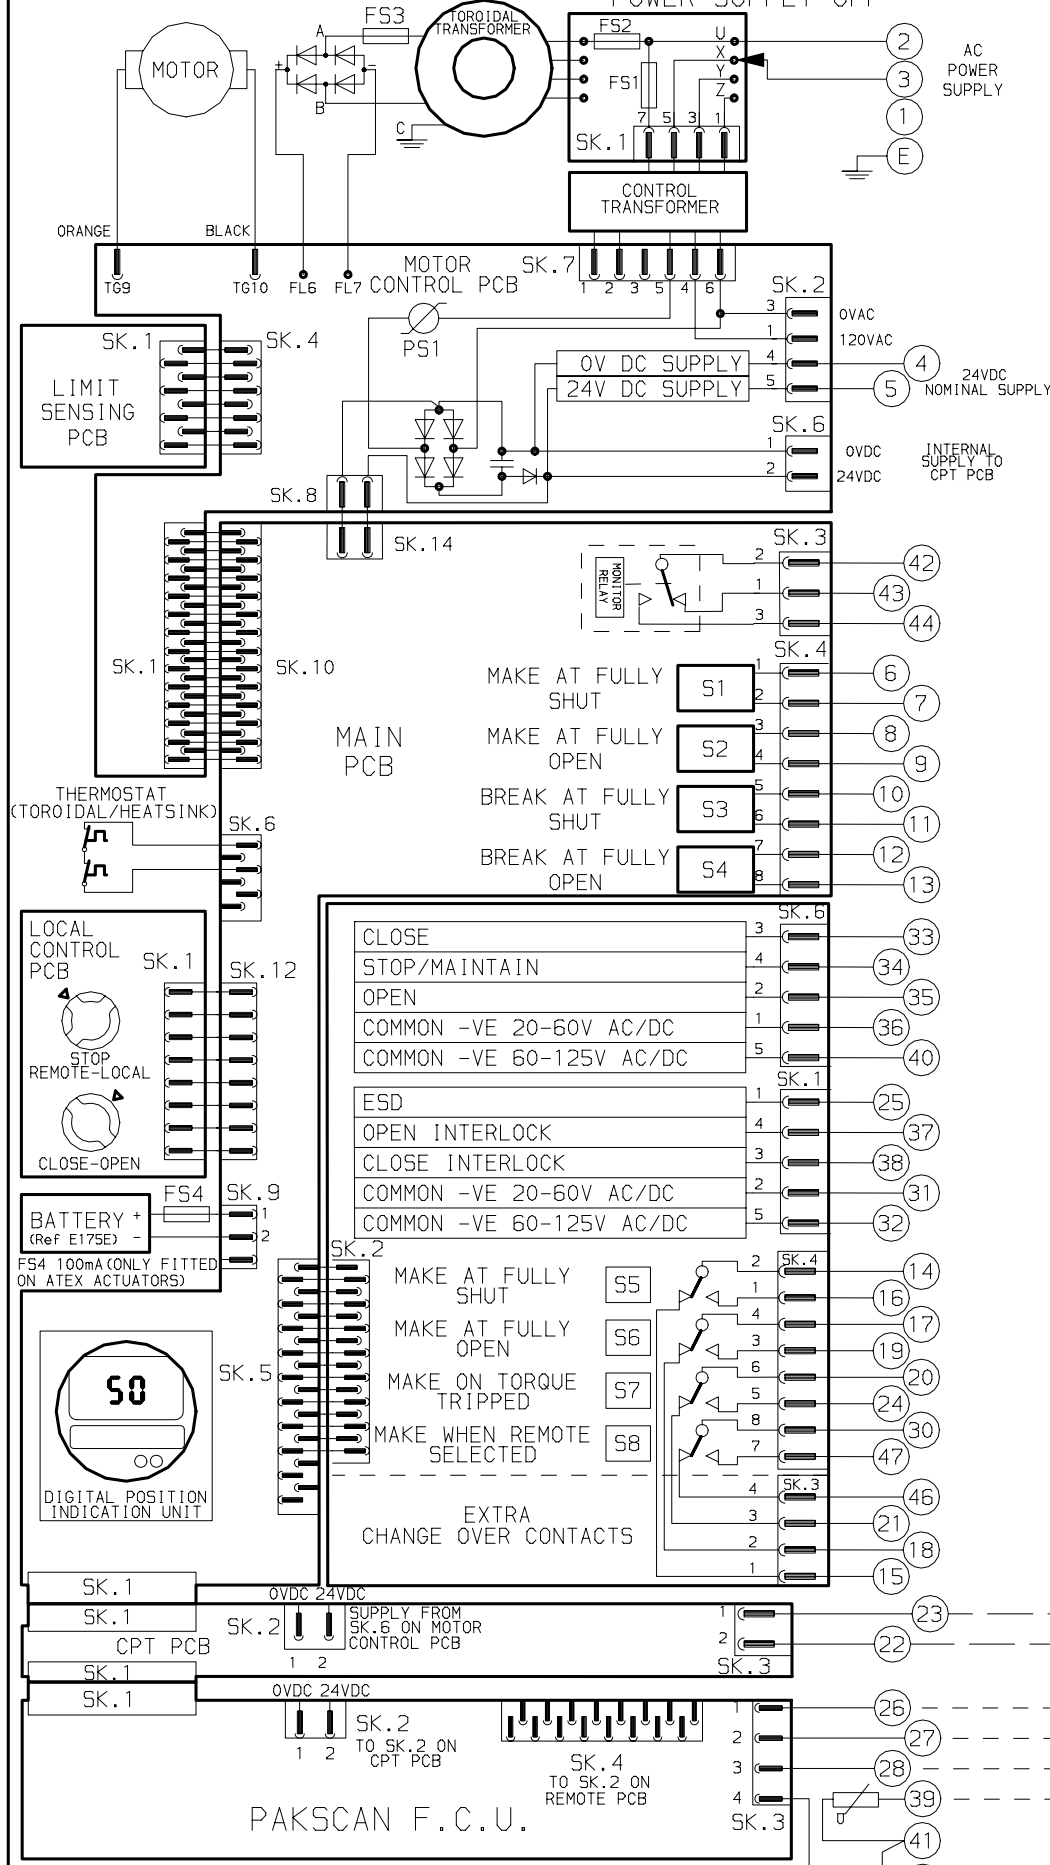 FS3
TOROIDAL
TRANSFORMER
FS2
U
2
MOTOR
A
+
-
B
C
X
Y
Z
FS1
3
AC
POWER
SUPPLY
1
E
7 5 3 1
SK.1
CONTROL
TRANSFORMER
ORANGE
BLACK
TG9
TG10
FL6
FL7
MOTOR
CONTROL PCB
SK.7
1 2 3 5 4 6
SK.2
3
0VAC
1
120VAC
PS1
0V DC SUPPLY
4
4
24V DC SUPPLY
5
5
24VDC
NOMINAL SUPPLY
SK.1
SK.4
LIMIT
SENSING
PCB
SK.6
1
0VDC
2
24VDC
INTERNAL
SUPPLY TO
CPT PCB
SK.8
SK.14
MONITOR
RELAY
SK.3
2
42
1
43
3
44
SK.1
SK.10
MAIN
PCB
SK.4
MAKE AT FULLY
SHUT
S1
1
6
2
7
MAKE AT FULLY
OPEN
S2
3
8
4
9
BREAK AT FULLY
SHUT
S3
5
10
6
11
BREAK AT FULLY
OPEN
S4
7
12
8
13
THERMOSTAT
(TOROIDAL/HEATSINK)
SK.6
LOCAL
CONTROL
PCB
SK.1
SK.12
STOP
REMOTE-LOCAL
CLOSE-OPEN
SK.6
CLOSE 3 33
STOP/MAINTAIN 4 34
OPEN 2 35
COMMON -VE 20-60V AC/DC 1 36
COMMON -VE 60-125V AC/DC 5 40
SK.1
ESD 1 25
OPEN INTERLOCK 4 37
CLOSE INTERLOCK 3 38
COMMON -VE 20-60V AC/DC 2 31
COMMON -VE 60-125V AC/DC 5 32
BATTERY + -
(Ref E175E)
FS4
SK.9
1
2
FS4 100mA(ONLY FITTED
ON ATEX ACTUATORS)
SK.2
SK.5
SK.4
MAKE AT FULLY
SHUT
S5
2
14
1
16
MAKE AT FULLY
OPEN
S6
4
17
3
19
MAKE ON TORQUE
TRIPPED
S7
6
20
5
24
MAKE WHEN REMOTE
SELECTED
S8
8
30
7
47
50
DIGITAL POSITION
INDICATION UNIT
EXTRA
CHANGE OVER CONTACTS
SK.3
4
46
3
21
2
18
1
15
SK.1
SK.1
CPT PCB
0VDC 24VDC
SK.2
1 2
SUPPLY FROM
SK.6 ON MOTOR
CONTROL PCB
1
23
2
22
SK.3
SK.1
SK.1
0VDC 24VDC
1 2
SK.2
TO SK.2 ON
CPT PCB
SK.4
TO SK.2 ON
REMOTE PCB
1
26
2
27
3
28
4
39
SK.3
41
PAKSCAN F.C.U.